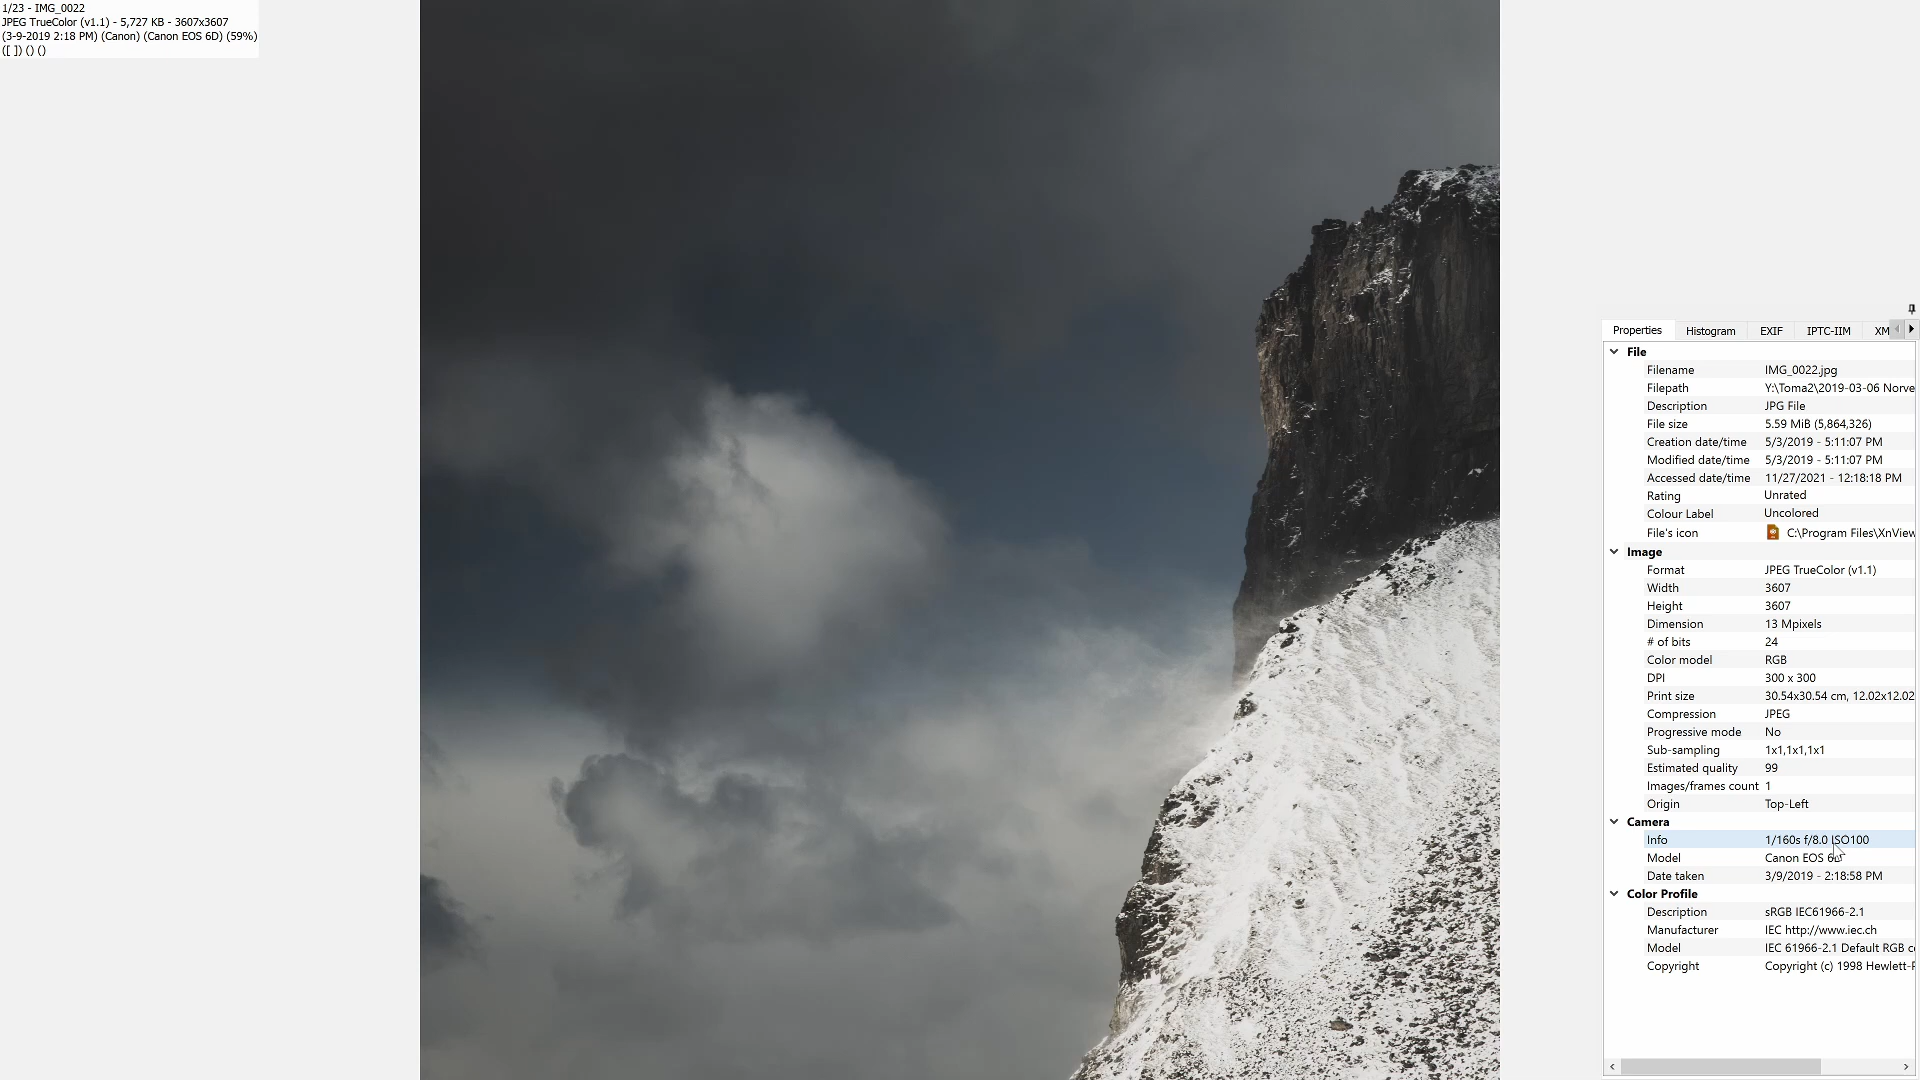 1/23 - IMG_0022
JPEG TrueColor (v1.1) - 5,727 KB - 3607x3607
(3-9-2019 2:18 PM) (Canon) (Canon EOS 6D) (59%)
([ ]) () ()
Properties Histogram EXIF IPTC-IIM XM
File
Filename IMG_0022.jpg
Filepath Y:\Toma2\2019-03-06 Norve
Description JPG File
File size 5.59 MiB (5,864,326)
Creation date/time 5/3/2019 - 5:11:07 PM
Modified date/time 5/3/2019 - 5:11:07 PM
Accessed date/time 11/27/2021 - 12:18:18 PM
Rating Unrated
Colour Label Uncolored
File's icon C:\Program Files\XnView
Image
Format JPEG TrueColor (v1.1)
Width 3607
Height 3607
Dimension 13 Mpixels
# of bits 24
Color model RGB
DPI 300 x 300
Print size 30.54x30.54 cm, 12.02x12.02
Compression JPEG
Progressive mode No
Sub-sampling 1x1,1x1,1x1
Estimated quality 99
Images/frames count 1
Origin Top-Left
Camera
Info 1/160s f/8.0 ISO100
Model Canon EOS 6D
Date taken 3/9/2019 - 2:18:58 PM
Color Profile
Description sRGB IEC61966-2.1
Manufacturer IEC http://www.iec.ch
Model IEC 61966-2.1 Default RGB c
Copyright Copyright (c) 1998 Hewlett-P